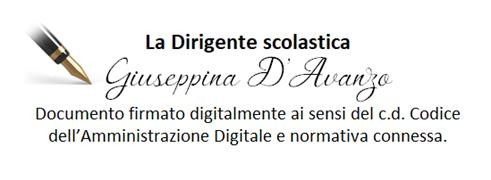 La Dirigente scolastica
Giuseppina D'Avanzo
Documento firmato digitalmente ai sensi del c.d. Codice
dell'Amministrazione Digitale e normativa connessa.